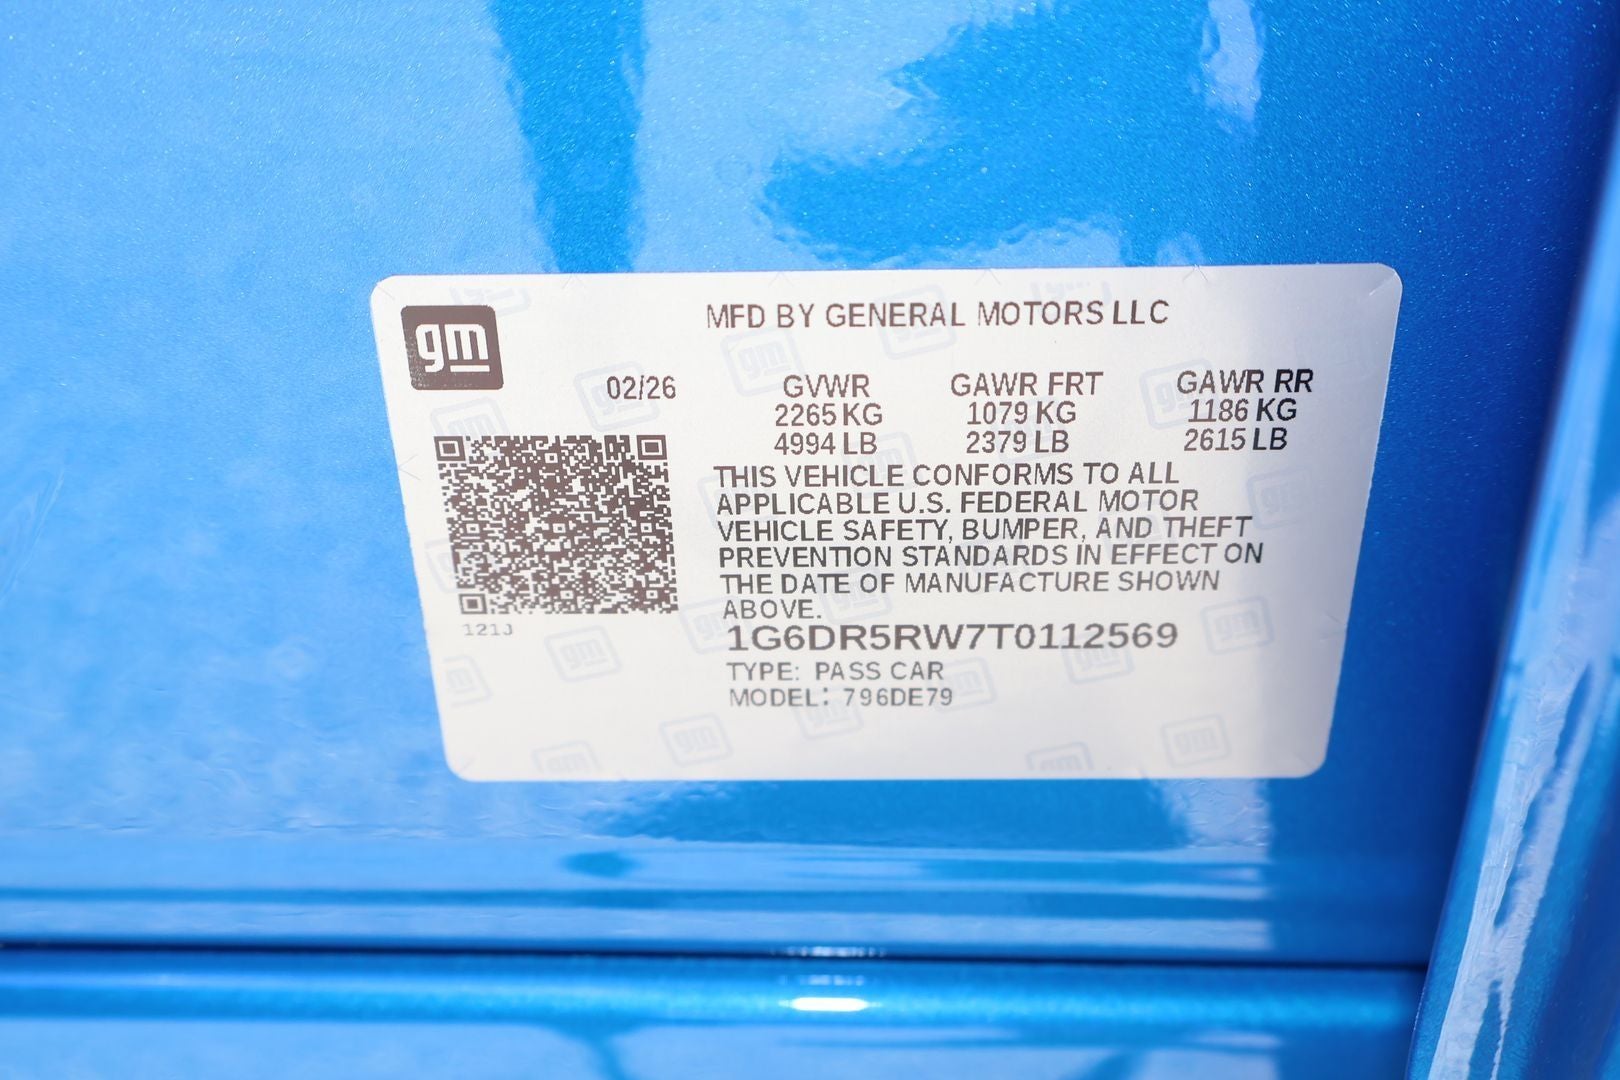 gm
MFD BY GENERAL MOTORS LLC
02/26
GVWR GAWR FRT GAWR RR
2265 KG 1079 KG 1186 KG
4994 LB 2379 LB 2615 LB
THIS VEHICLE CONFORMS TO ALL
APPLICABLE U.S. FEDERAL MOTOR
VEHICLE SAFETY, BUMPER, AND THEFT
PREVENTION STANDARDS IN EFFECT ON
THE DATE OF MANUFACTURE SHOWN
ABOVE.
121J
1G6DR5RW7T0112569
TYPE: PASS CAR
MODEL: 796DE79